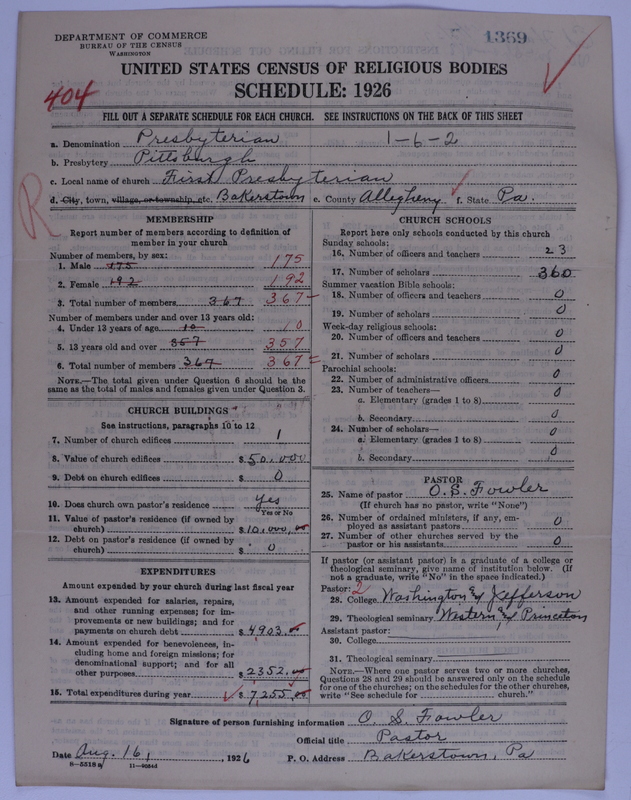 DEPARTMENT OF COMMERCE
BUREAU OF THE CENSUS
WASHINGTON
1369
UNITED STATES CENSUS OF RELIGIOUS BODIES
SCHEDULE: 1926
404
FILL OUT A SEPARATE SCHEDULE FOR EACH CHURCH. SEE INSTRUCTIONS ON THE BACK OF THIS SHEET
a. Denomination Presbyterian 1-6-2
b. Presbytery Pittsburgh
c. Local name of church First Presbyterian
d. City, town, village, or township, etc. Bakerstown e. County Allegheny f. State Pa.
R
MEMBERSHIP
Report number of members according to definition of
member in your church
Number of members, by sex:
1. Male 175 175
2. Female 192 192
3. Total number of members 367 367
Number of members under and over 13 years old:
4. Under 13 years of age 10 10
5. 13 years old and over 357 357
6. Total number of members 367 367
NOTE.—The total given under Question 6 should be the
same as the total of males and females given under Question 3.
CHURCH BUILDINGS
See instructions, paragraphs 10 to 12
7. Number of church edifices 1
8. Value of church edifices $50,000
9. Debt on church edifices $ 0
10. Does church own pastor's residence Yes
Yes or No
11. Value of pastor's residence (if owned by
church) $10,000.00
12. Debt on pastor's residence (if owned by
church) $ 0
EXPENDITURES
Amount expended by your church during last fiscal year
13. Amount expended for salaries, repairs,
and other running expenses; for im-
provements or new buildings; and for
payments on church debt $4903.00
14. Amount expended for benevolences, in-
cluding home and foreign missions; for
denominational support; and for all
other purposes $2352.00
15. Total expenditures during year $7255.00
CHURCH SCHOOLS
Report here only schools conducted by this church
Sunday schools:
16. Number of officers and teachers 23
17. Number of scholars 360
Summer vacation Bible schools:
18. Number of officers and teachers 0
19. Number of scholars 0
Week-day religious schools:
20. Number of officers and teachers 0
21. Number of scholars 0
Parochial schools:
22. Number of administrative officers 0
23. Number of teachers—
a. Elementary (grades 1 to 8) 0
b. Secondary 0
24. Number of scholars—
a. Elementary (grades 1 to 8) 0
b. Secondary 0
PASTOR
25. Name of pastor O. S. Fowler
(If church has no pastor, write "None")
26. Number of ordained ministers, if any, em-
ployed as assistant pastors 0
27. Number of other churches served by the
pastor or his assistants 0
If pastor (or assistant pastor) is a graduate of a college or
theological seminary, give name of institution below. (If
not a graduate, write "No" in the space indicated.)
Pastor: 2
28. College Washington & Jefferson
29. Theological seminary Western & Princeton
Assistant pastor:
30. College
31. Theological seminary
NOTE.—Where one pastor serves two or more churches,
Questions 28 and 29 should be answered only on the schedule
for one of the churches; on the schedules for the other churches,
write "See schedule for church."
Signature of person furnishing information O. S. Fowler
Official title Pastor
Date Aug. 16, , 1926 P. O. Address Bakerstown, Pa
8-5518a